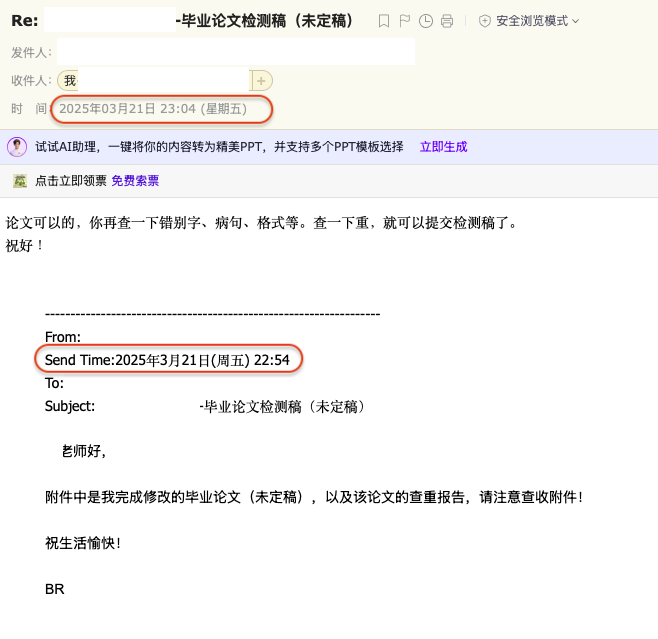 Re: -毕业论文检测稿（未定稿） 安全浏览模式
发件人：
收件人：我 +
时 间：2025年03月21日 23:04 (星期五)
试试AI助理，一键将你的内容转为精美PPT，并支持多个PPT模板选择 立即生成
点击立即领票 免费索票
论文可以的，你再查一下错别字、病句、格式等。查一下重，就可以提交检测稿了。
祝好！
------------------------------------------------------------------
From:
Send Time:2025年3月21日(周五) 22:54
To:
Subject: -毕业论文检测稿（未定稿）
老师好，
附件中是我完成修改的毕业论文（未定稿），以及该论文的查重报告，请注意查收附件！
祝生活愉快！
BR